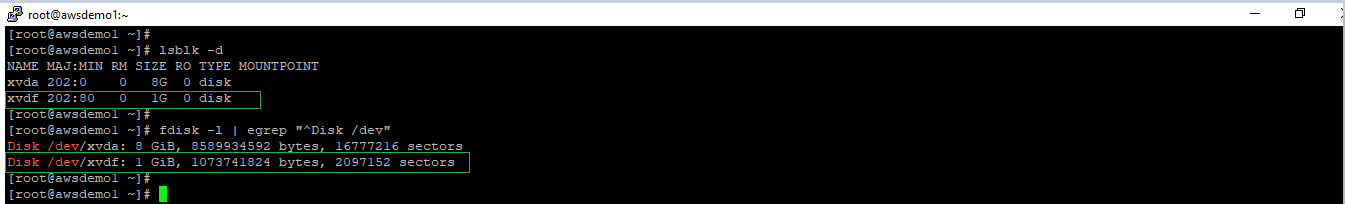 root@awsdemo1:~
[root@awsdemo1 ~]#
[root@awsdemo1 ~]# lsblk -d
NAME MAJ:MIN RM SIZE RO TYPE MOUNTPOINT
xvda 202:0    0   8G  0 disk
xvdf 202:80   0   1G  0 disk
[root@awsdemo1 ~]#
[root@awsdemo1 ~]# fdisk -l | egrep "^Disk /dev"
Disk /dev/xvda: 8 GiB, 8589934592 bytes, 16777216 sectors
Disk /dev/xvdf: 1 GiB, 1073741824 bytes, 2097152 sectors
[root@awsdemo1 ~]#
[root@awsdemo1 ~]#